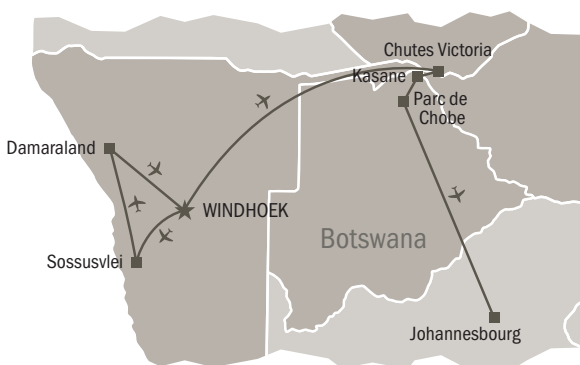 Chutes Victoria
Kasane
Parc de
Chobe
Damaraland
WINDHOEK
Botswana
Sossusvlei
Johannesbourg